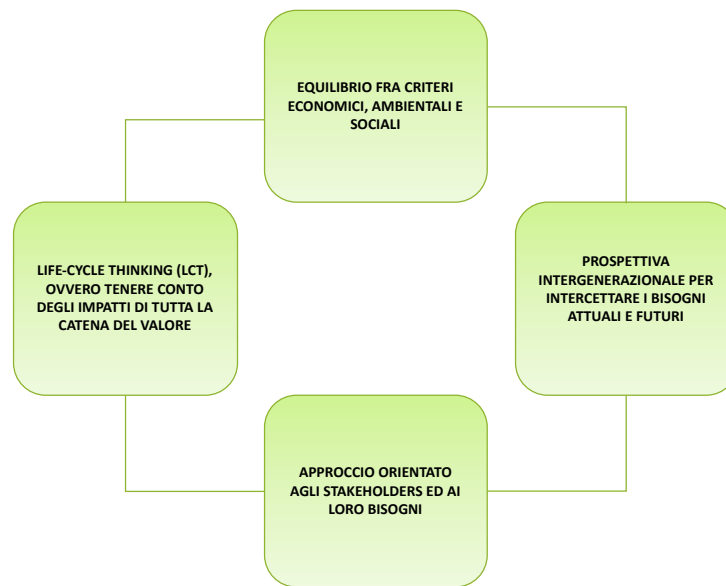 EQUILIBRIO FRA CRITERI
ECONOMICI, AMBIENTALI E
SOCIALI
LIFE-CYCLE THINKING (LCT),
OVVERO TENERE CONTO
DEGLI IMPATTI DI TUTTA LA
CATENA DEL VALORE
PROSPETTIVA
INTERGENERAZIONALE PER
INTERCETTARE I BISOGNI
ATTUALI E FUTURI
APPROCCIO ORIENTATO
AGLI STAKEHOLDERS ED AI
LORO BISOGNI